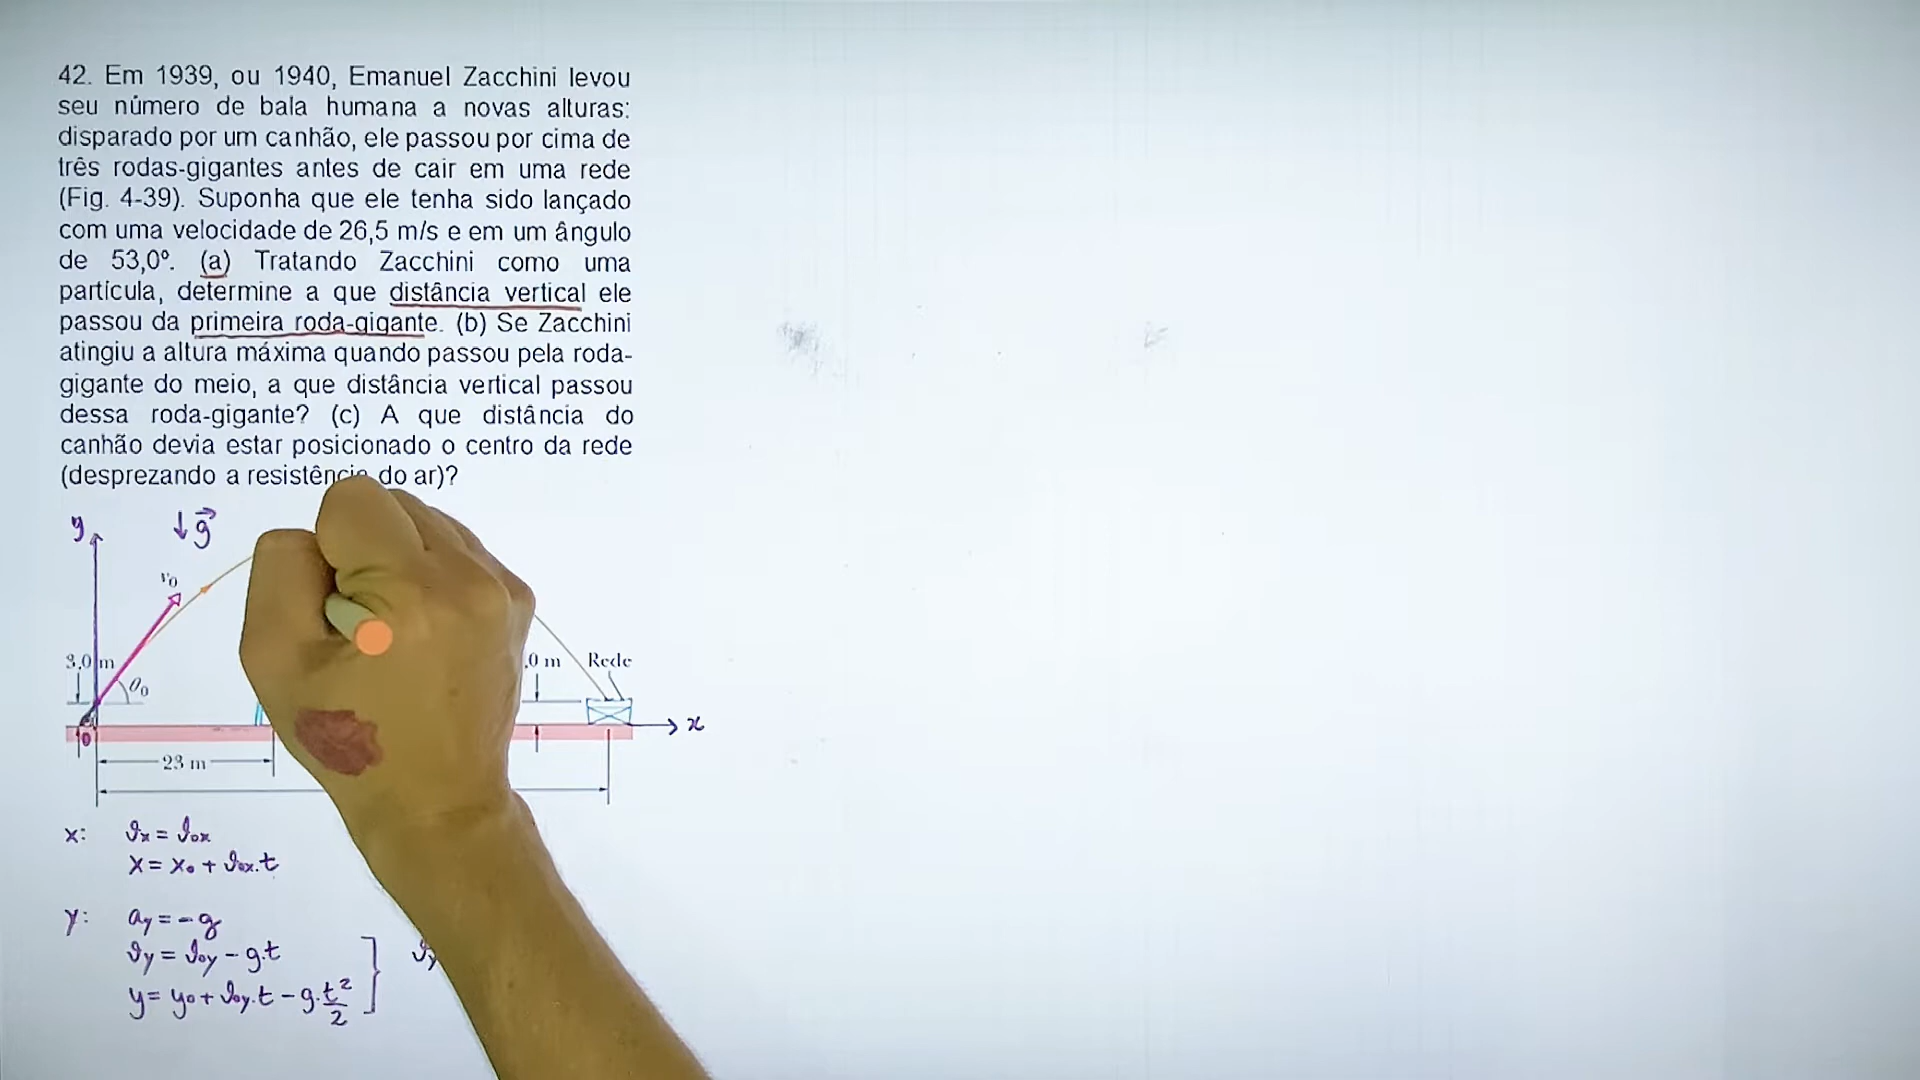 42. Em 1939, ou 1940, Emanuel Zacchini levou
seu número de bala humana a novas alturas:
disparado por um canhão, ele passou por cima de
três rodas-gigantes antes de cair em uma rede
(Fig. 4-39). Suponha que ele tenha sido lançado
com uma velocidade de 26,5 m/s e em um ângulo
de 53,0º. (a) Tratando Zacchini como uma
partícula, determine a que distância vertical ele
passou da primeira roda-gigante. (b) Se Zacchini
atingiu a altura máxima quando passou pela roda-
gigante do meio, a que distância vertical passou
dessa roda-gigante? (c) A que distância do
canhão devia estar posicionado o centro da rede
(desprezando a resistência do ar)?
y ↓g⃗
v₀
3,0 m θ₀ ,0 m Rede
0 x
23 m
x: vx = v₀x
x = x₀ + v₀x.t
y: ay = -g
vy = v₀y - g.t vy
y = y₀ + v₀y.t - g.t²/2